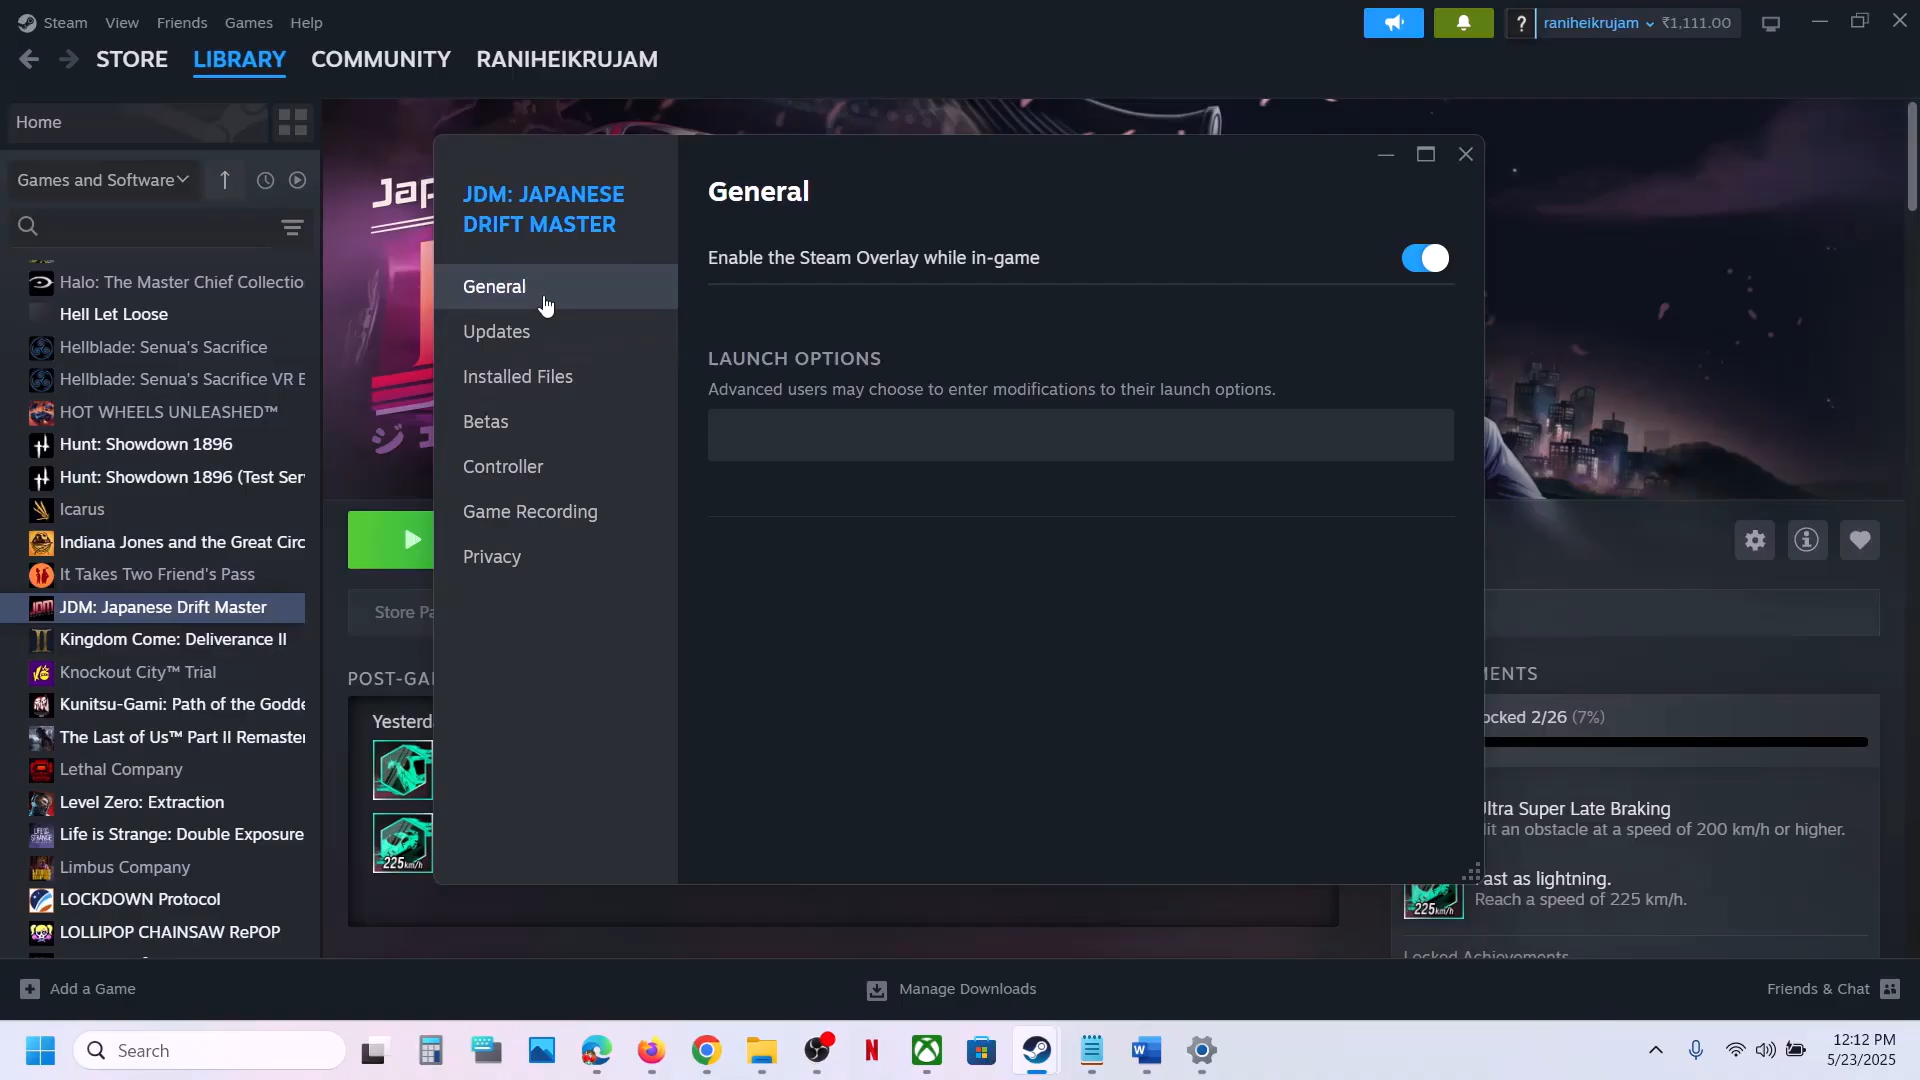 Steam View Friends Games Help
? raniheikrujam ₹1,111.00
STORE LIBRARY COMMUNITY RANIHEIKRUJAM
Home
Games and Software
Halo: The Master Chief Collectio
Hell Let Loose
Hellblade: Senua's Sacrifice
Hellblade: Senua's Sacrifice VR E
HOT WHEELS UNLEASHED™
Hunt: Showdown 1896
Hunt: Showdown 1896 (Test Ser
Icarus
Indiana Jones and the Great Circ
It Takes Two Friend's Pass
JDM: Japanese Drift Master
Kingdom Come: Deliverance II
Knockout City™ Trial
Kunitsu-Gami: Path of the Godde
The Last of Us™ Part II Remaster
Lethal Company
Level Zero: Extraction
Life is Strange: Double Exposure
Limbus Company
LOCKDOWN Protocol
LOLLIPOP CHAINSAW RePOP
Jap
JDM: JAPANESE
DRIFT MASTER
General
Updates
Installed Files
Betas
Controller
Game Recording
Privacy
General
Enable the Steam Overlay while in-game
LAUNCH OPTIONS
Advanced users may choose to enter modifications to their launch options.
Store Pa
POST-GA
Yesterd
225km/h
MENTS
ocked 2/26 (7%)
Ultra Super Late Braking
Hit an obstacle at a speed of 200 km/h or higher.
Fast as lightning.
Reach a speed of 225 km/h.
225km/h
Locked Achievements
Add a Game
Manage Downloads
Friends & Chat
Search
12:12 PM
5/23/2025